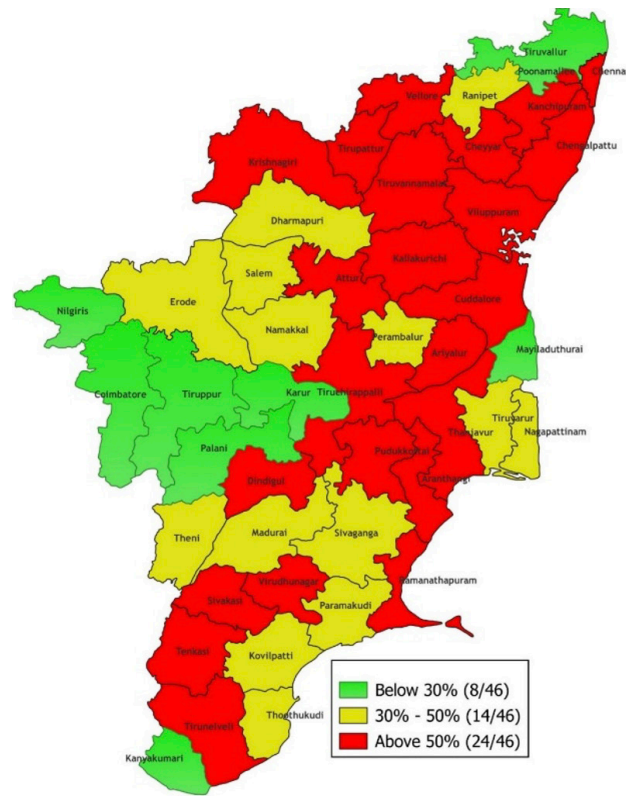 Tiruvallur
Poonamallee
Chennai
Ranipet
Vellore
Kanchipuram
Cheyyar
Chengalpattu
Tirupattur
Krishnagiri
Tiruvannamalai
Viluppuram
Dharmapuri
Kallakurichi
Salem
Attur
Nilgiris
Erode
Cuddalore
Namakkal
Perambalur
Ariyalur
Mayiladuthurai
Coimbatore
Tiruppur
Karur
Tiruchirappalli
Tiruvarur
Thanjavur
Nagapattinam
Palani
Pudukkottai
Dindigul
Aranthangi
Theni
Madurai
Sivaganga
Virudhunagar
Ramanathapuram
Sivakasi
Paramakudi
Tenkasi
Kovilpatti
Tirunelveli
Thoothukudi
Kanyakumari
Below 30% (8/46)
30% - 50% (14/46)
Above 50% (24/46)